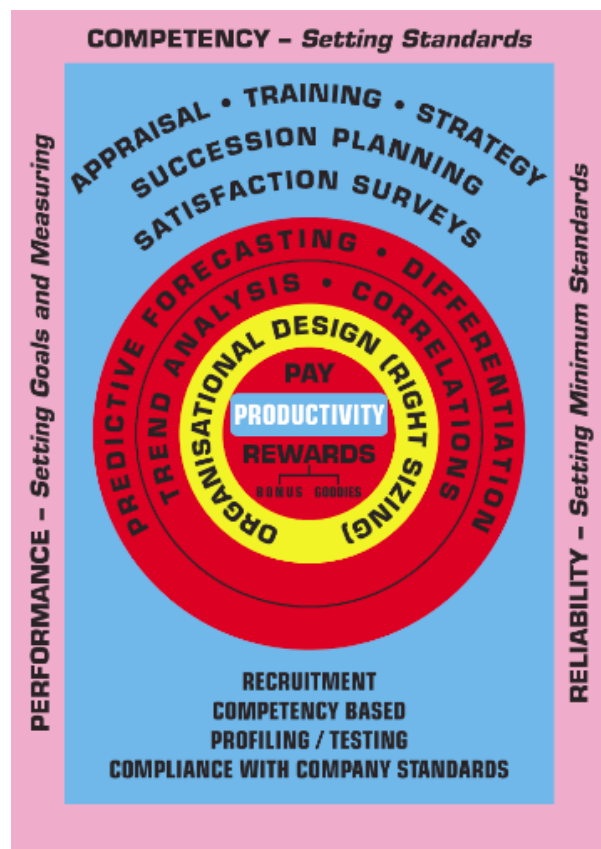 COMPETENCY – Setting Standards
PERFORMANCE – Setting Goals and Measuring
RELIABILITY – Setting Minimum Standards
APPRAISAL • TRAINING • STRATEGY
SUCCESSION PLANNING
SATISFACTION SURVEYS
PREDICTIVE FORECASTING • DIFFERENTIATION
TREND ANALYSIS • CORRELATIONS
ORGANISATIONAL DESIGN (RIGHT SIZING)
PAY
PRODUCTIVITY
REWARDS
BONUS GOODIES
RECRUITMENT
COMPETENCY BASED
PROFILING / TESTING
COMPLIANCE WITH COMPANY STANDARDS